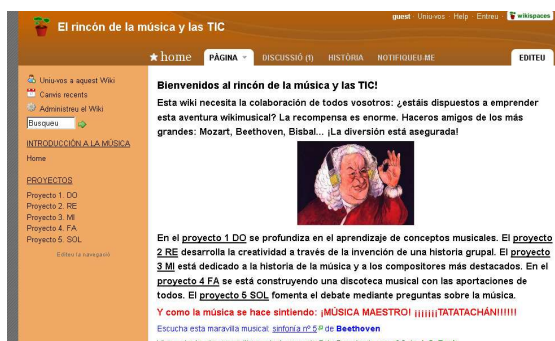 guest · Uniu-vos · Help · Entreu · wikispaces
El rincón de la música y las TIC
home PÀGINA DISCUSSIÓ (1) HISTÒRIA NOTIFIQUEU-ME EDITEU
Uniu-vos a aquest Wiki
Canvis recents
Administreu el Wiki
Busqueu
INTRODUCCIÓN A LA MÚSICA
Home
PROYECTOS
Proyecto 1. DO
Proyecto 2. RE
Proyecto 3. MI
Proyecto 4. FA
Proyecto 5. SOL
Editeu la navegació
Bienvenidos al rincón de la música y las TIC!
Esta wiki necesita la colaboración de todos vosotros: ¿estáis dispuestos a emprender
esta aventura wikimusical? La recompensa es enorme. Haceros amigos de los más
grandes: Mozart, Beethoven, Bisbal... ¡La diversión está asegurada!
En el proyecto 1 DO se profundiza en el aprendizaje de conceptos musicales. El proyecto
2 RE desarrolla la creatividad a través de la invención de una historia grupal. El proyecto
3 MI está dedicado a la historia de la música y a los compositores más destacados. En el
proyecto 4 FA se está construyendo una discoteca musical con las aportaciones de
todos. El proyecto 5 SOL fomenta el debate mediante preguntas sobre la música.
Y como la música se hace sintiendo: ¡MÚSICA MAESTRO! ¡¡¡¡¡¡TATATACHÁN!!!!!!
Escucha esta maravilla musical: sinfonía nº 5 de Beethoven